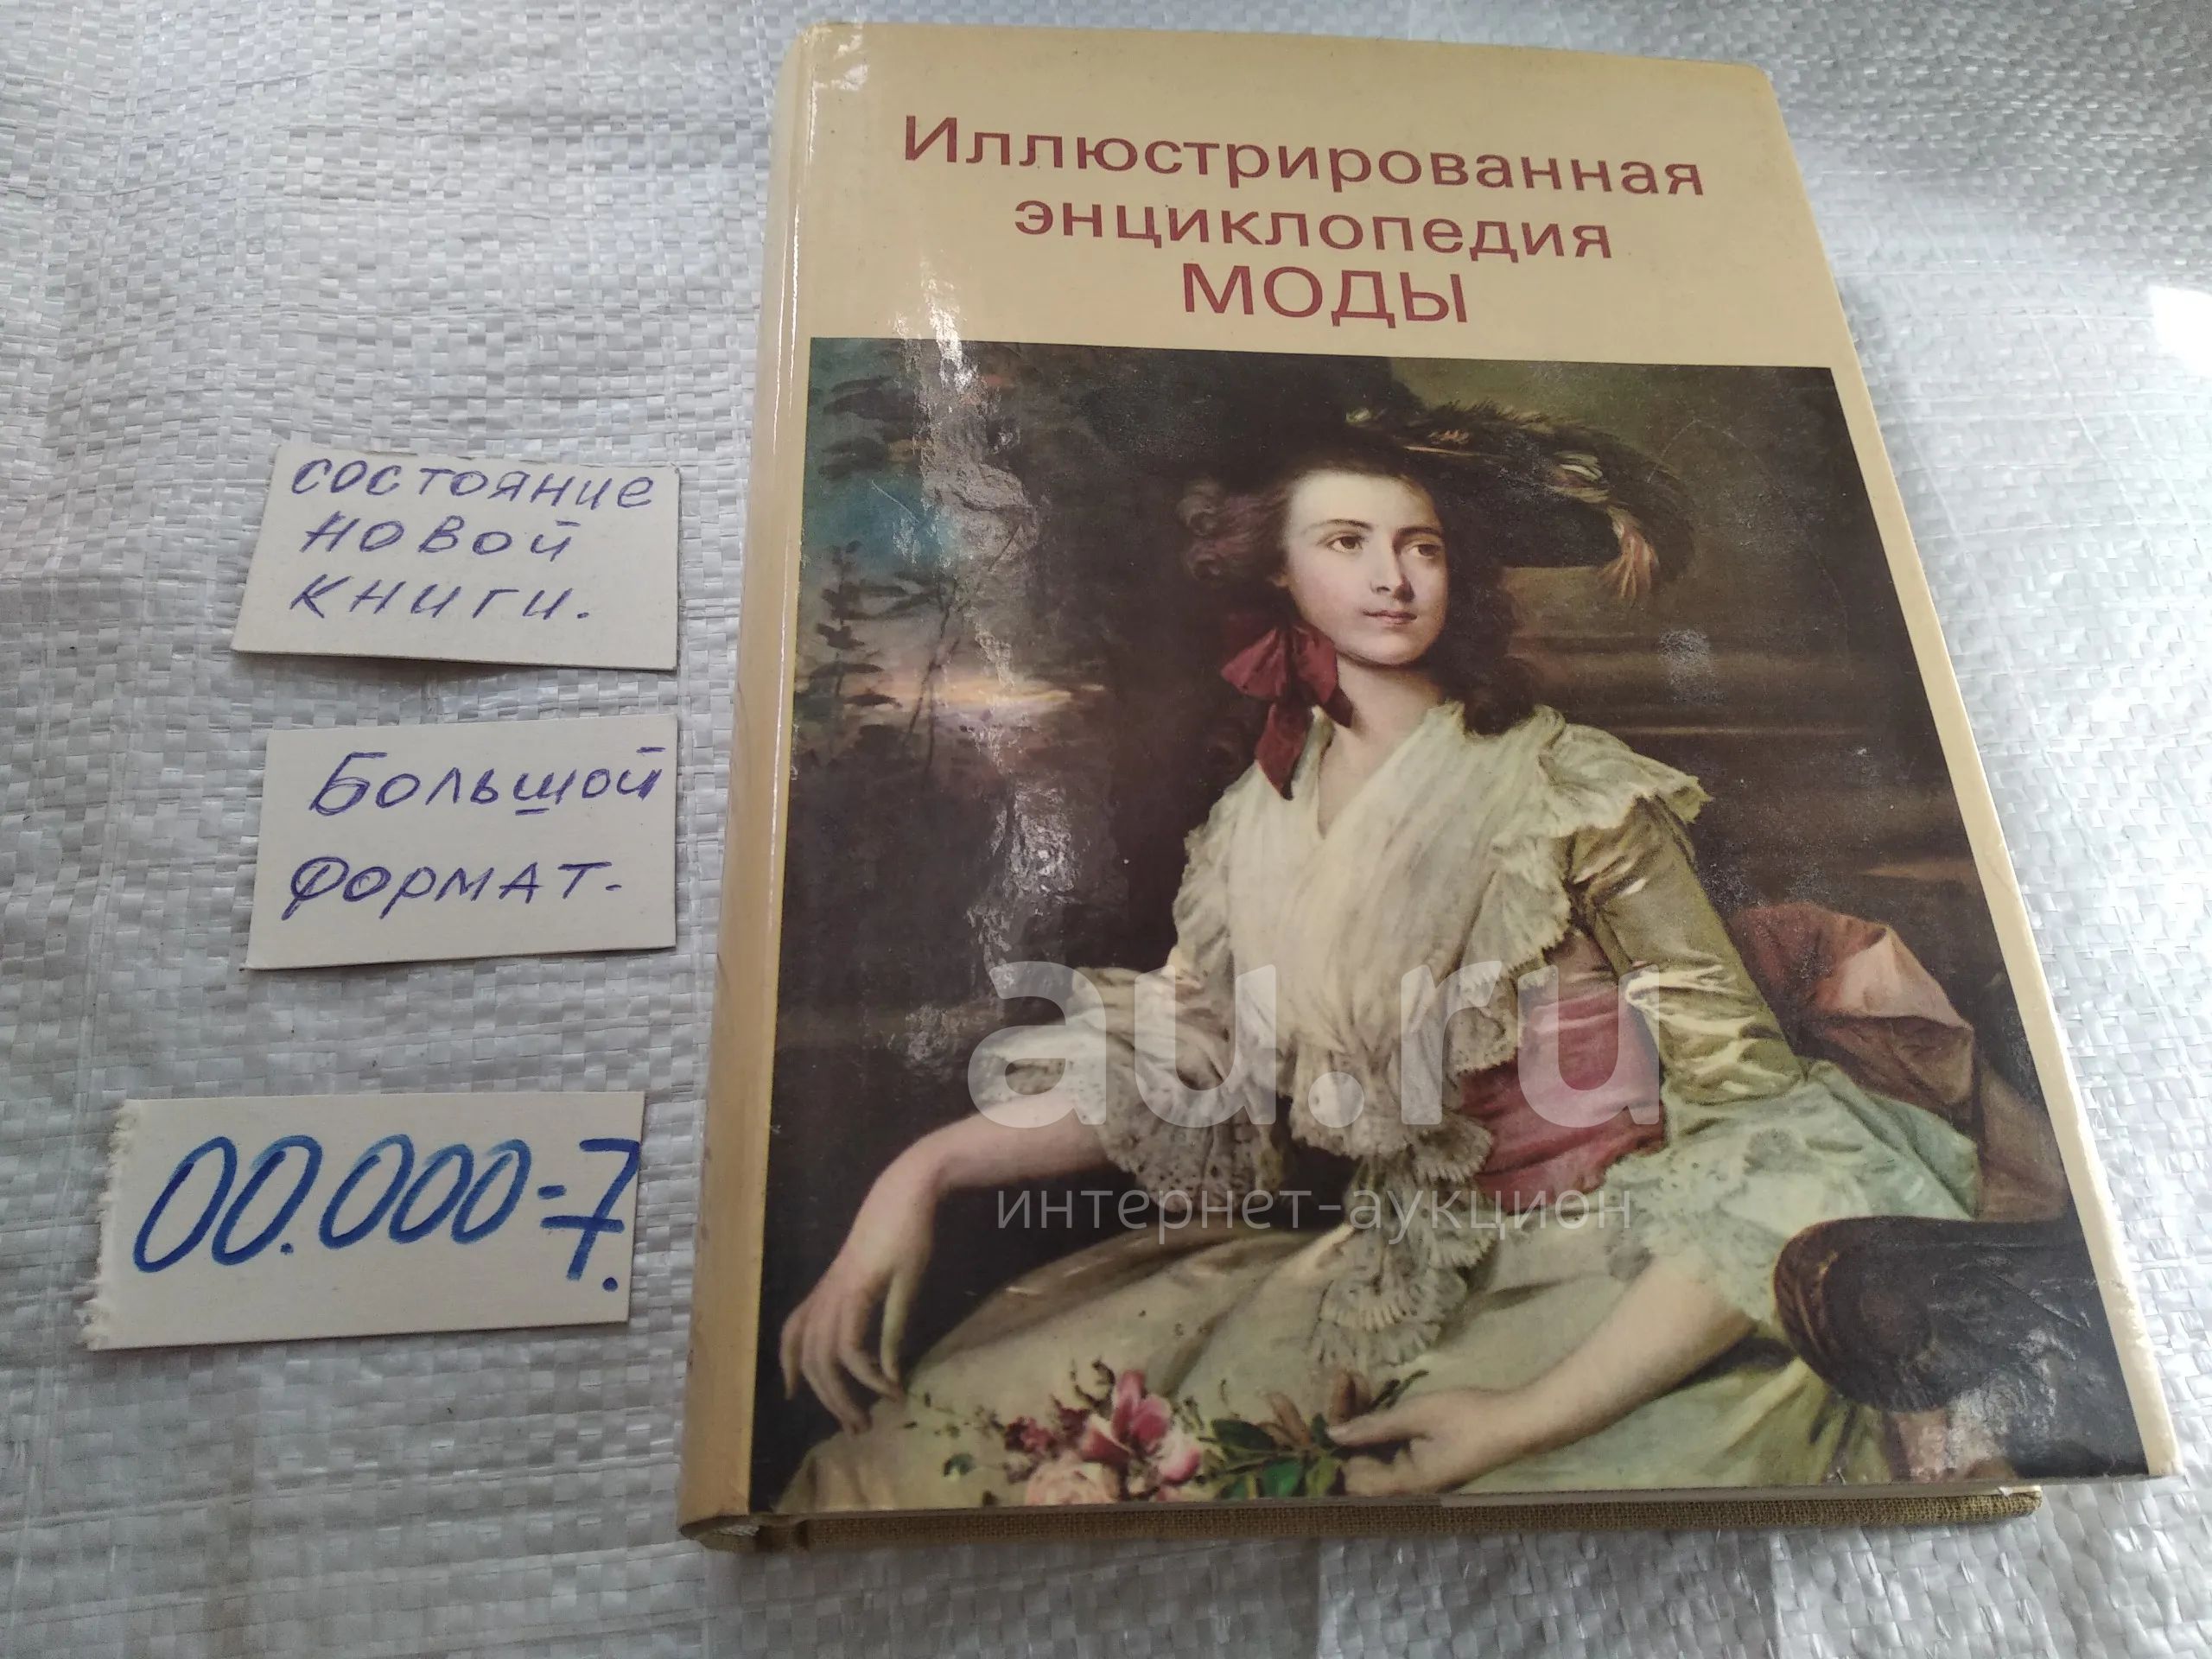 Иллюстрированная
энциклопедия
МОДЫ
состояние
новой
книги.
Большой
формат.
00.000-7.
au.ru
интернет-аукцион